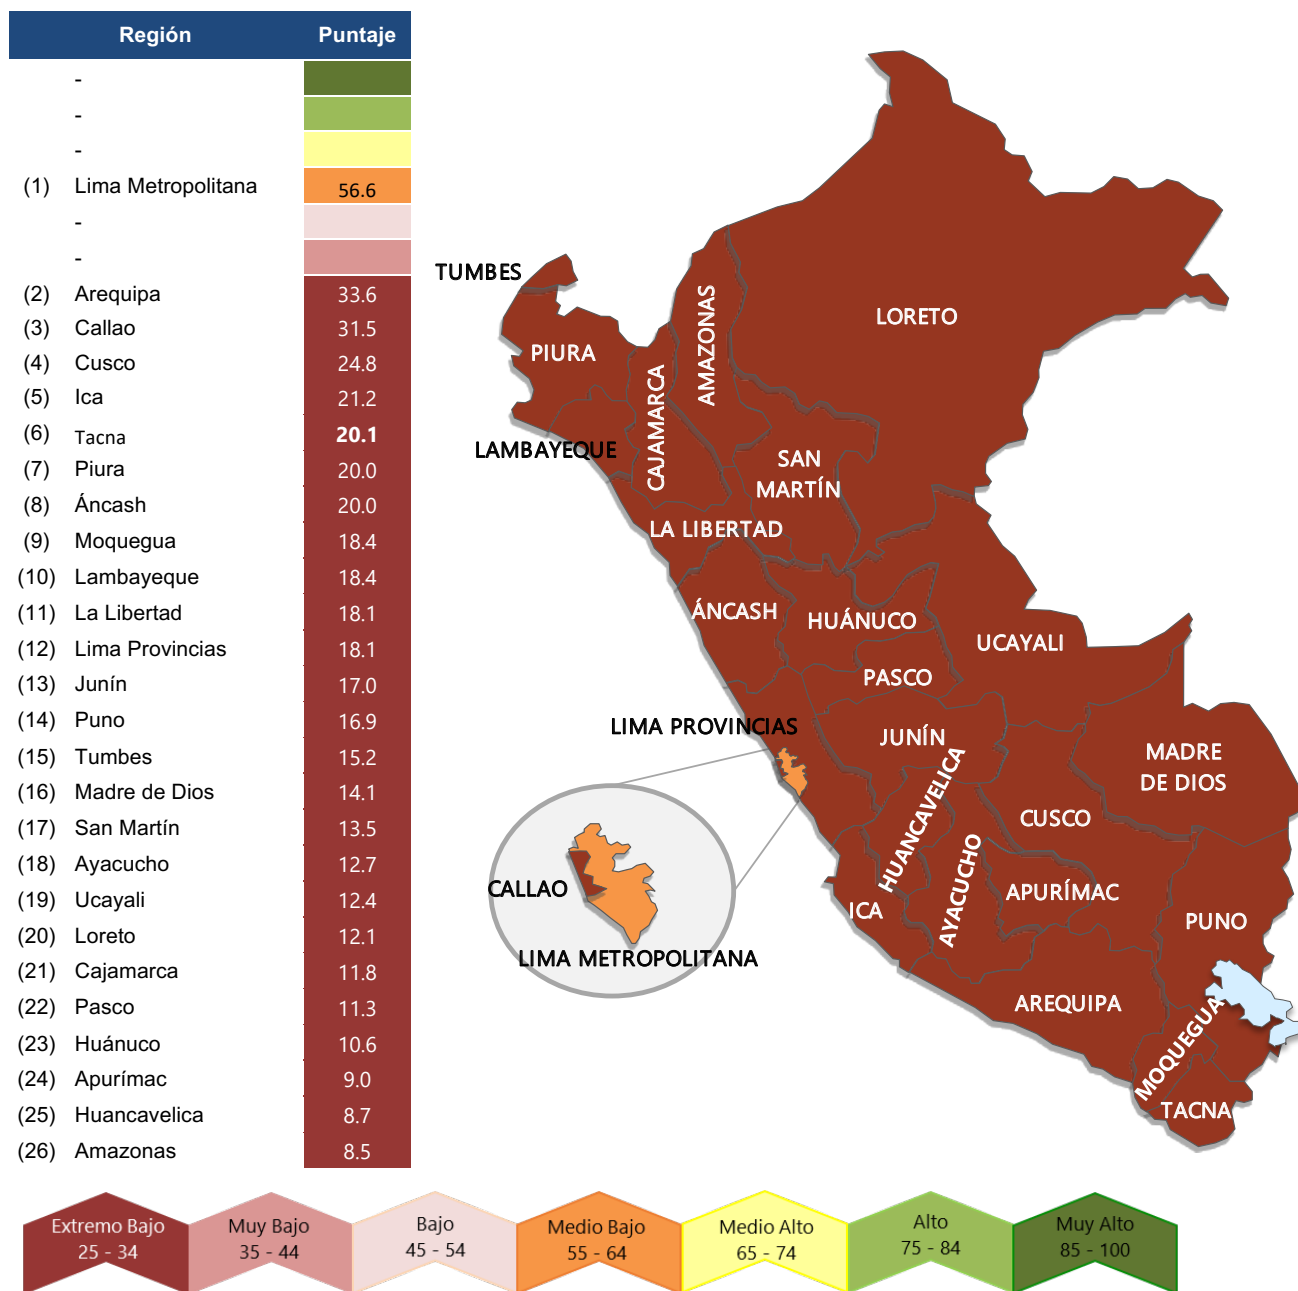 Región Puntaje
-
-
-
(1) Lima Metropolitana 56.6
-
-
(2) Arequipa 33.6
(3) Callao 31.5
(4) Cusco 24.8
(5) Ica 21.2
(6) Tacna 20.1
(7) Piura 20.0
(8) Áncash 20.0
(9) Moquegua 18.4
(10) Lambayeque 18.4
(11) La Libertad 18.1
(12) Lima Provincias 18.1
(13) Junín 17.0
(14) Puno 16.9
(15) Tumbes 15.2
(16) Madre de Dios 14.1
(17) San Martín 13.5
(18) Ayacucho 12.7
(19) Ucayali 12.4
(20) Loreto 12.1
(21) Cajamarca 11.8
(22) Pasco 11.3
(23) Huánuco 10.6
(24) Apurímac 9.0
(25) Huancavelica 8.7
(26) Amazonas 8.5
TUMBES
PIURA
LAMBAYEQUE
CAJAMARCA
AMAZONAS
LORETO
SAN
MARTÍN
LA LIBERTAD
ÁNCASH
HUÁNUCO
UCAYALI
PASCO
LIMA PROVINCIAS
JUNÍN
MADRE
DE DIOS
HUANCAVELICA
CUSCO
CALLAO
LIMA METROPOLITANA
ICA
AYACUCHO
APURÍMAC
PUNO
AREQUIPA
MOQUEGUA
TACNA
Extremo Bajo
25 - 34
Muy Bajo
35 - 44
Bajo
45 - 54
Medio Bajo
55 - 64
Medio Alto
65 - 74
Alto
75 - 84
Muy Alto
85 - 100